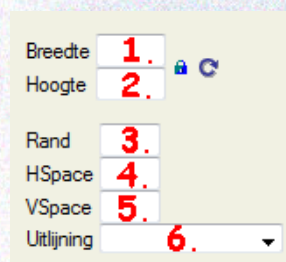 Breedte 1.
Hoogte 2.
Rand 3.
HSpace 4.
VSpace 5.
Uitlijning 6.